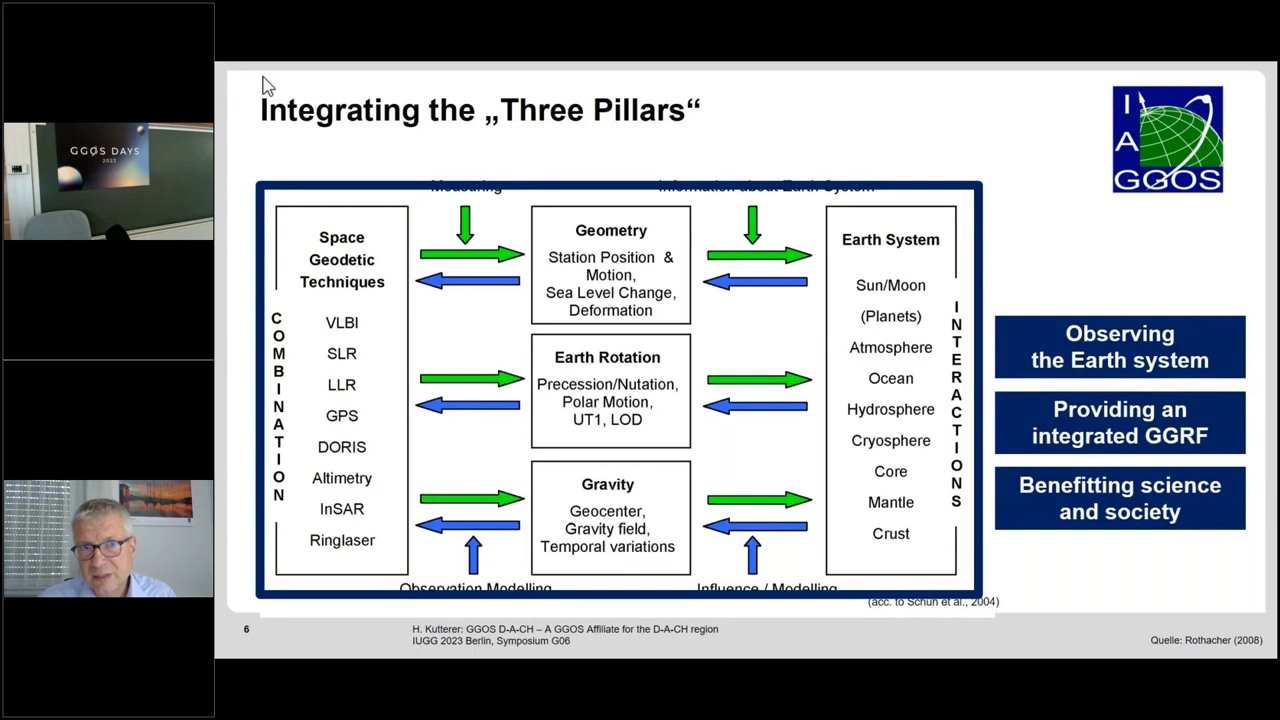 GGOS DAYS
2023
Integrating the „Three Pillars“
I
A
GGOS
Measuring
Information about Earth System
Space
Geodetic
Techniques
VLBI
SLR
LLR
GPS
DORIS
Altimetry
InSAR
Ringlaser
COMBINATION
Geometry
Station Position &
Motion,
Sea Level Change,
Deformation
Earth Rotation
Precession/Nutation,
Polar Motion,
UT1, LOD
Gravity
Geocenter,
Gravity field,
Temporal variations
Earth System
Sun/Moon
(Planets)
Atmosphere
Ocean
Hydrosphere
Cryosphere
Core
Mantle
Crust
INTERACTIONS
Observation Modelling
Influence / Modelling
(acc. to Schuh et al., 2004)
Observing
the Earth system
Providing an
integrated GGRF
Benefitting science
and society
6
H. Kutterer: GGOS D-A-CH – A GGOS Affiliate for the D-A-CH region
IUGG 2023 Berlin, Symposium G06
Quelle: Rothacher (2008)